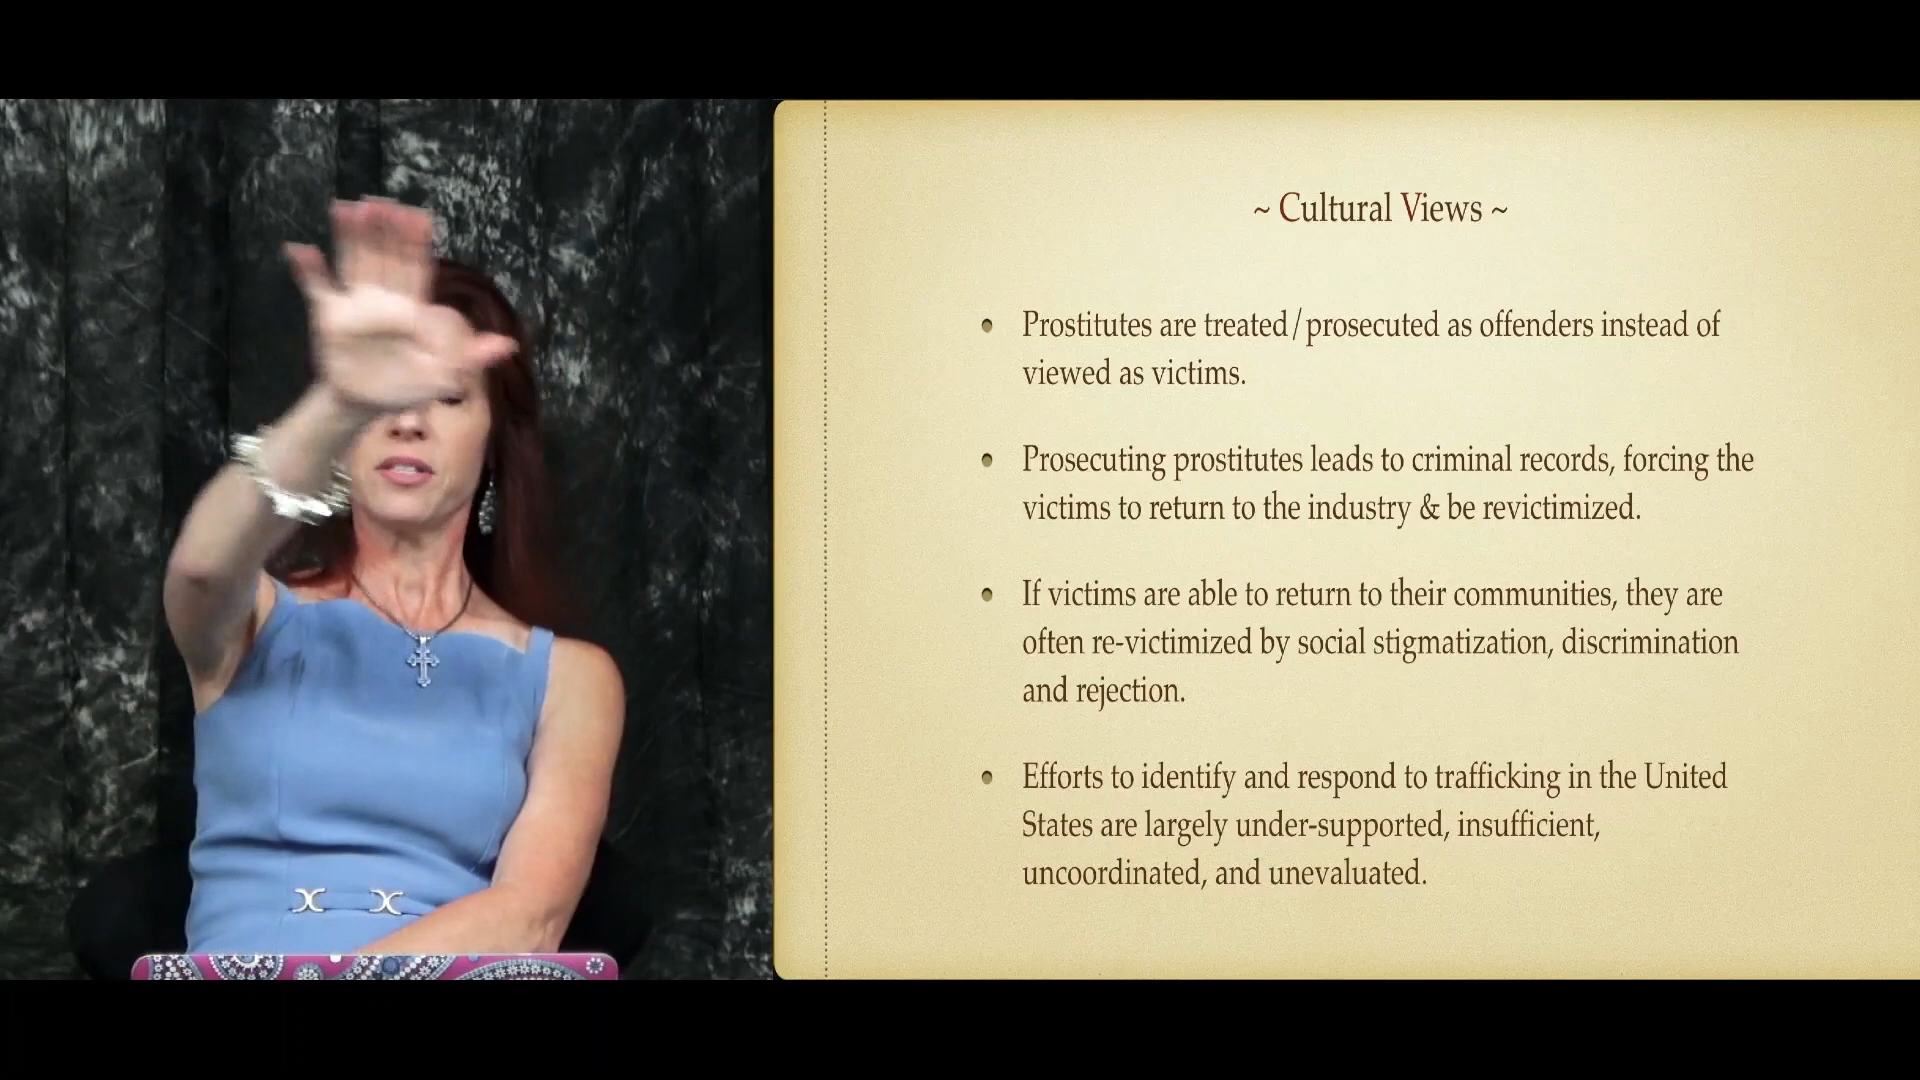 ~ Cultural Views ~
Prostitutes are treated/prosecuted as offenders instead of
viewed as victims.
Prosecuting prostitutes leads to criminal records, forcing the
victims to return to the industry & be revictimized.
If victims are able to return to their communities, they are
often re-victimized by social stigmatization, discrimination
and rejection.
Efforts to identify and respond to trafficking in the United
States are largely under-supported, insufficient,
uncoordinated, and unevaluated.